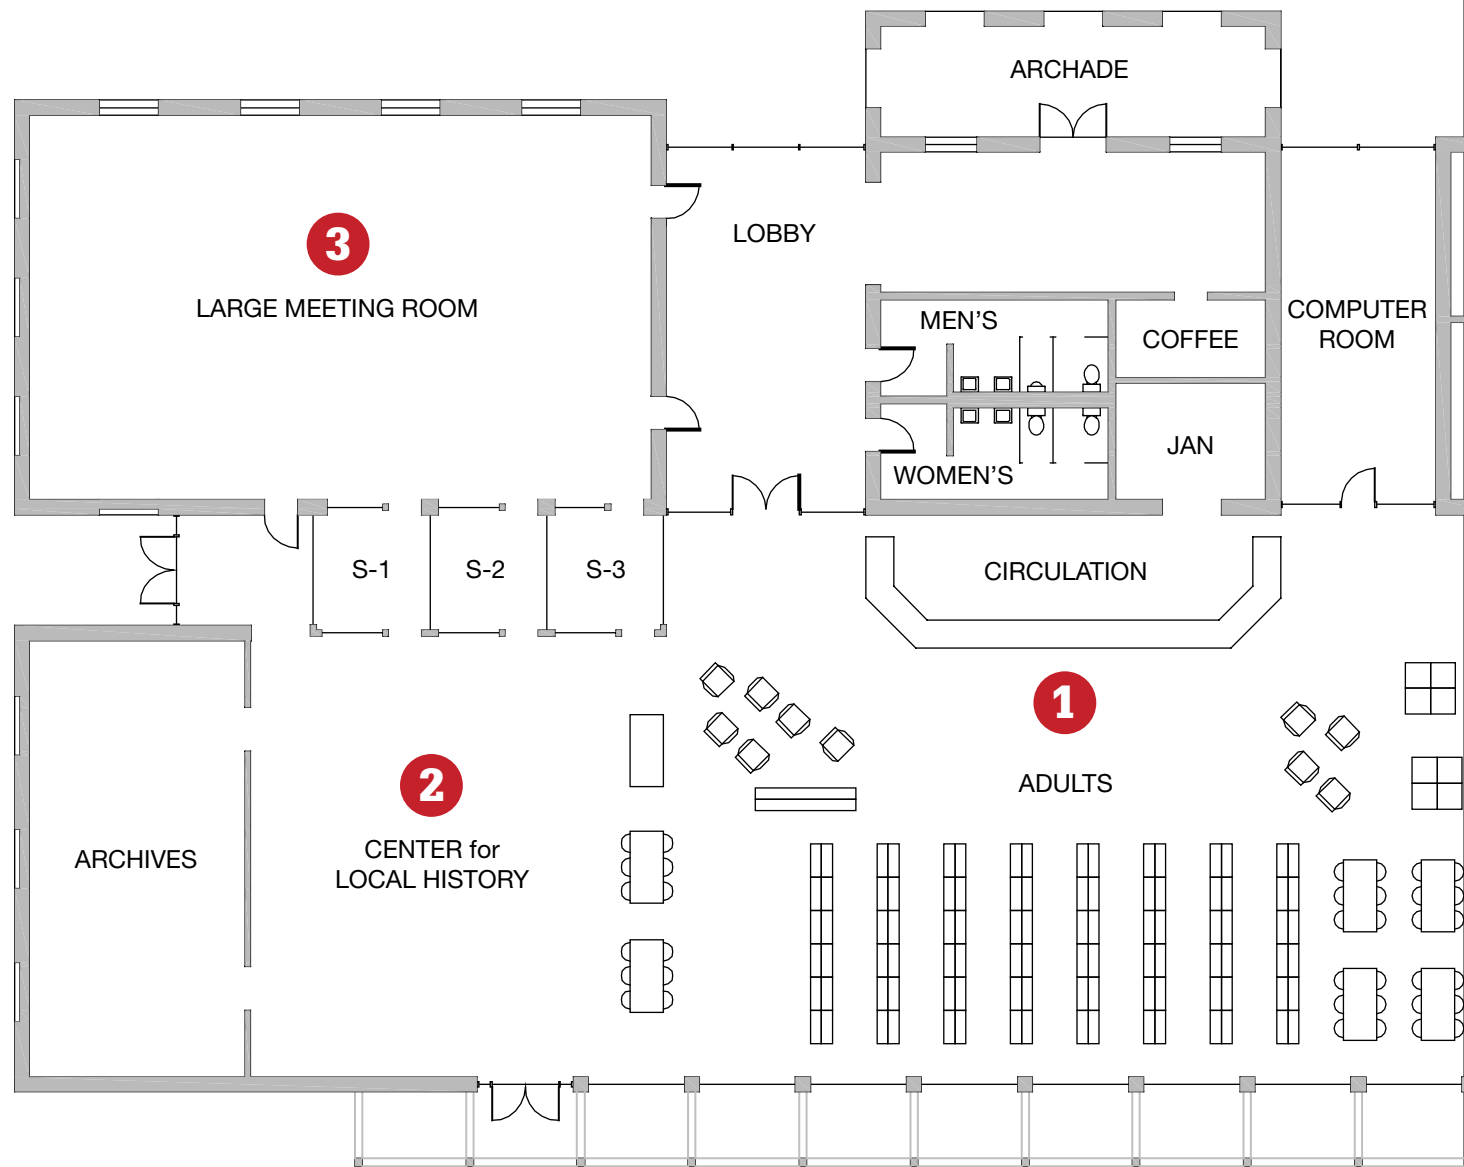 ARCHADE
3
LARGE MEETING ROOM
LOBBY
MEN'S
COFFEE
COMPUTER
ROOM
JAN
WOMEN'S
S-1
S-2
S-3
CIRCULATION
1
ADULTS
2
CENTER for
LOCAL HISTORY
ARCHIVES